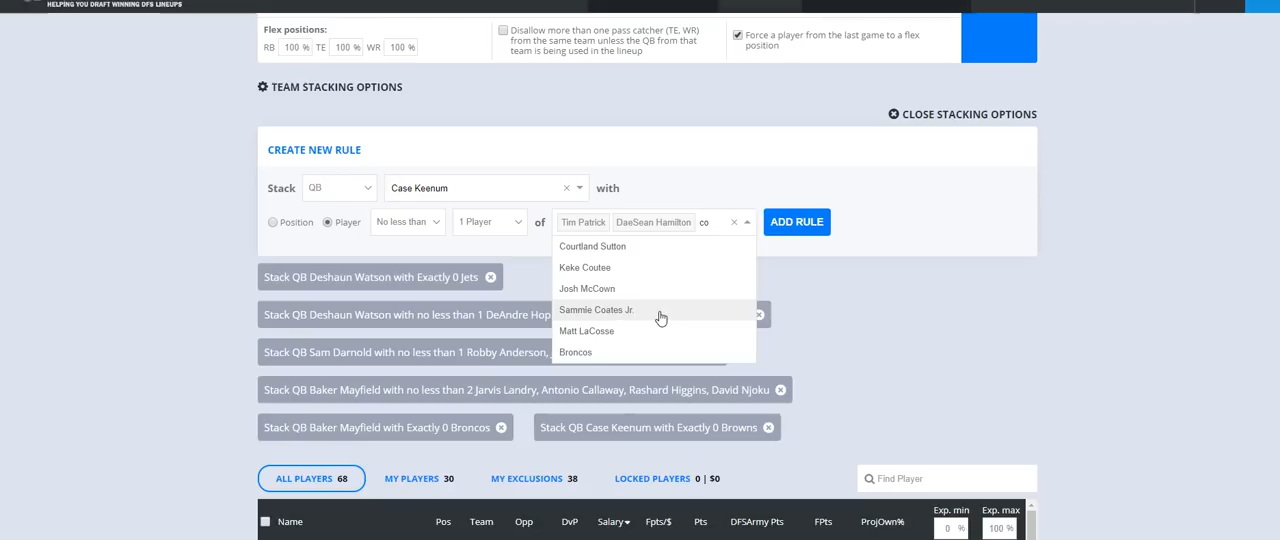 HELPING YOU DRAFT WINNING DFS LINEUPS
Flex positions:
RB 100 % TE 100 % WR 100 %
Disallow more than one pass catcher (TE, WR)
from the same team unless the QB from that
team is being used in the lineup
Force a player from the last game to a flex
position
TEAM STACKING OPTIONS
CLOSE STACKING OPTIONS
CREATE NEW RULE
Stack QB Case Keenum with
Position Player No less than 1 Player of Tim Patrick DaeSean Hamilton co ADD RULE
Courtland Sutton
Keke Coutee
Josh McCown
Sammie Coates Jr.
Matt LaCosse
Broncos
Stack QB Deshaun Watson with Exactly 0 Jets
Stack QB Deshaun Watson with no less than 1 DeAndre Hop
Stack QB Sam Darnold with no less than 1 Robby Anderson,
Stack QB Baker Mayfield with no less than 2 Jarvis Landry, Antonio Callaway, Rashard Higgins, David Njoku
Stack QB Baker Mayfield with Exactly 0 Broncos
Stack QB Case Keenum with Exactly 0 Browns
ALL PLAYERS 68 MY PLAYERS 30 MY EXCLUSIONS 38 LOCKED PLAYERS 0 | $0 Find Player
Name Pos Team Opp DvP Salary Fpts/$ Pts DFSArmy Pts FPts ProjOwn% Exp. min Exp. max
0 % 100 %